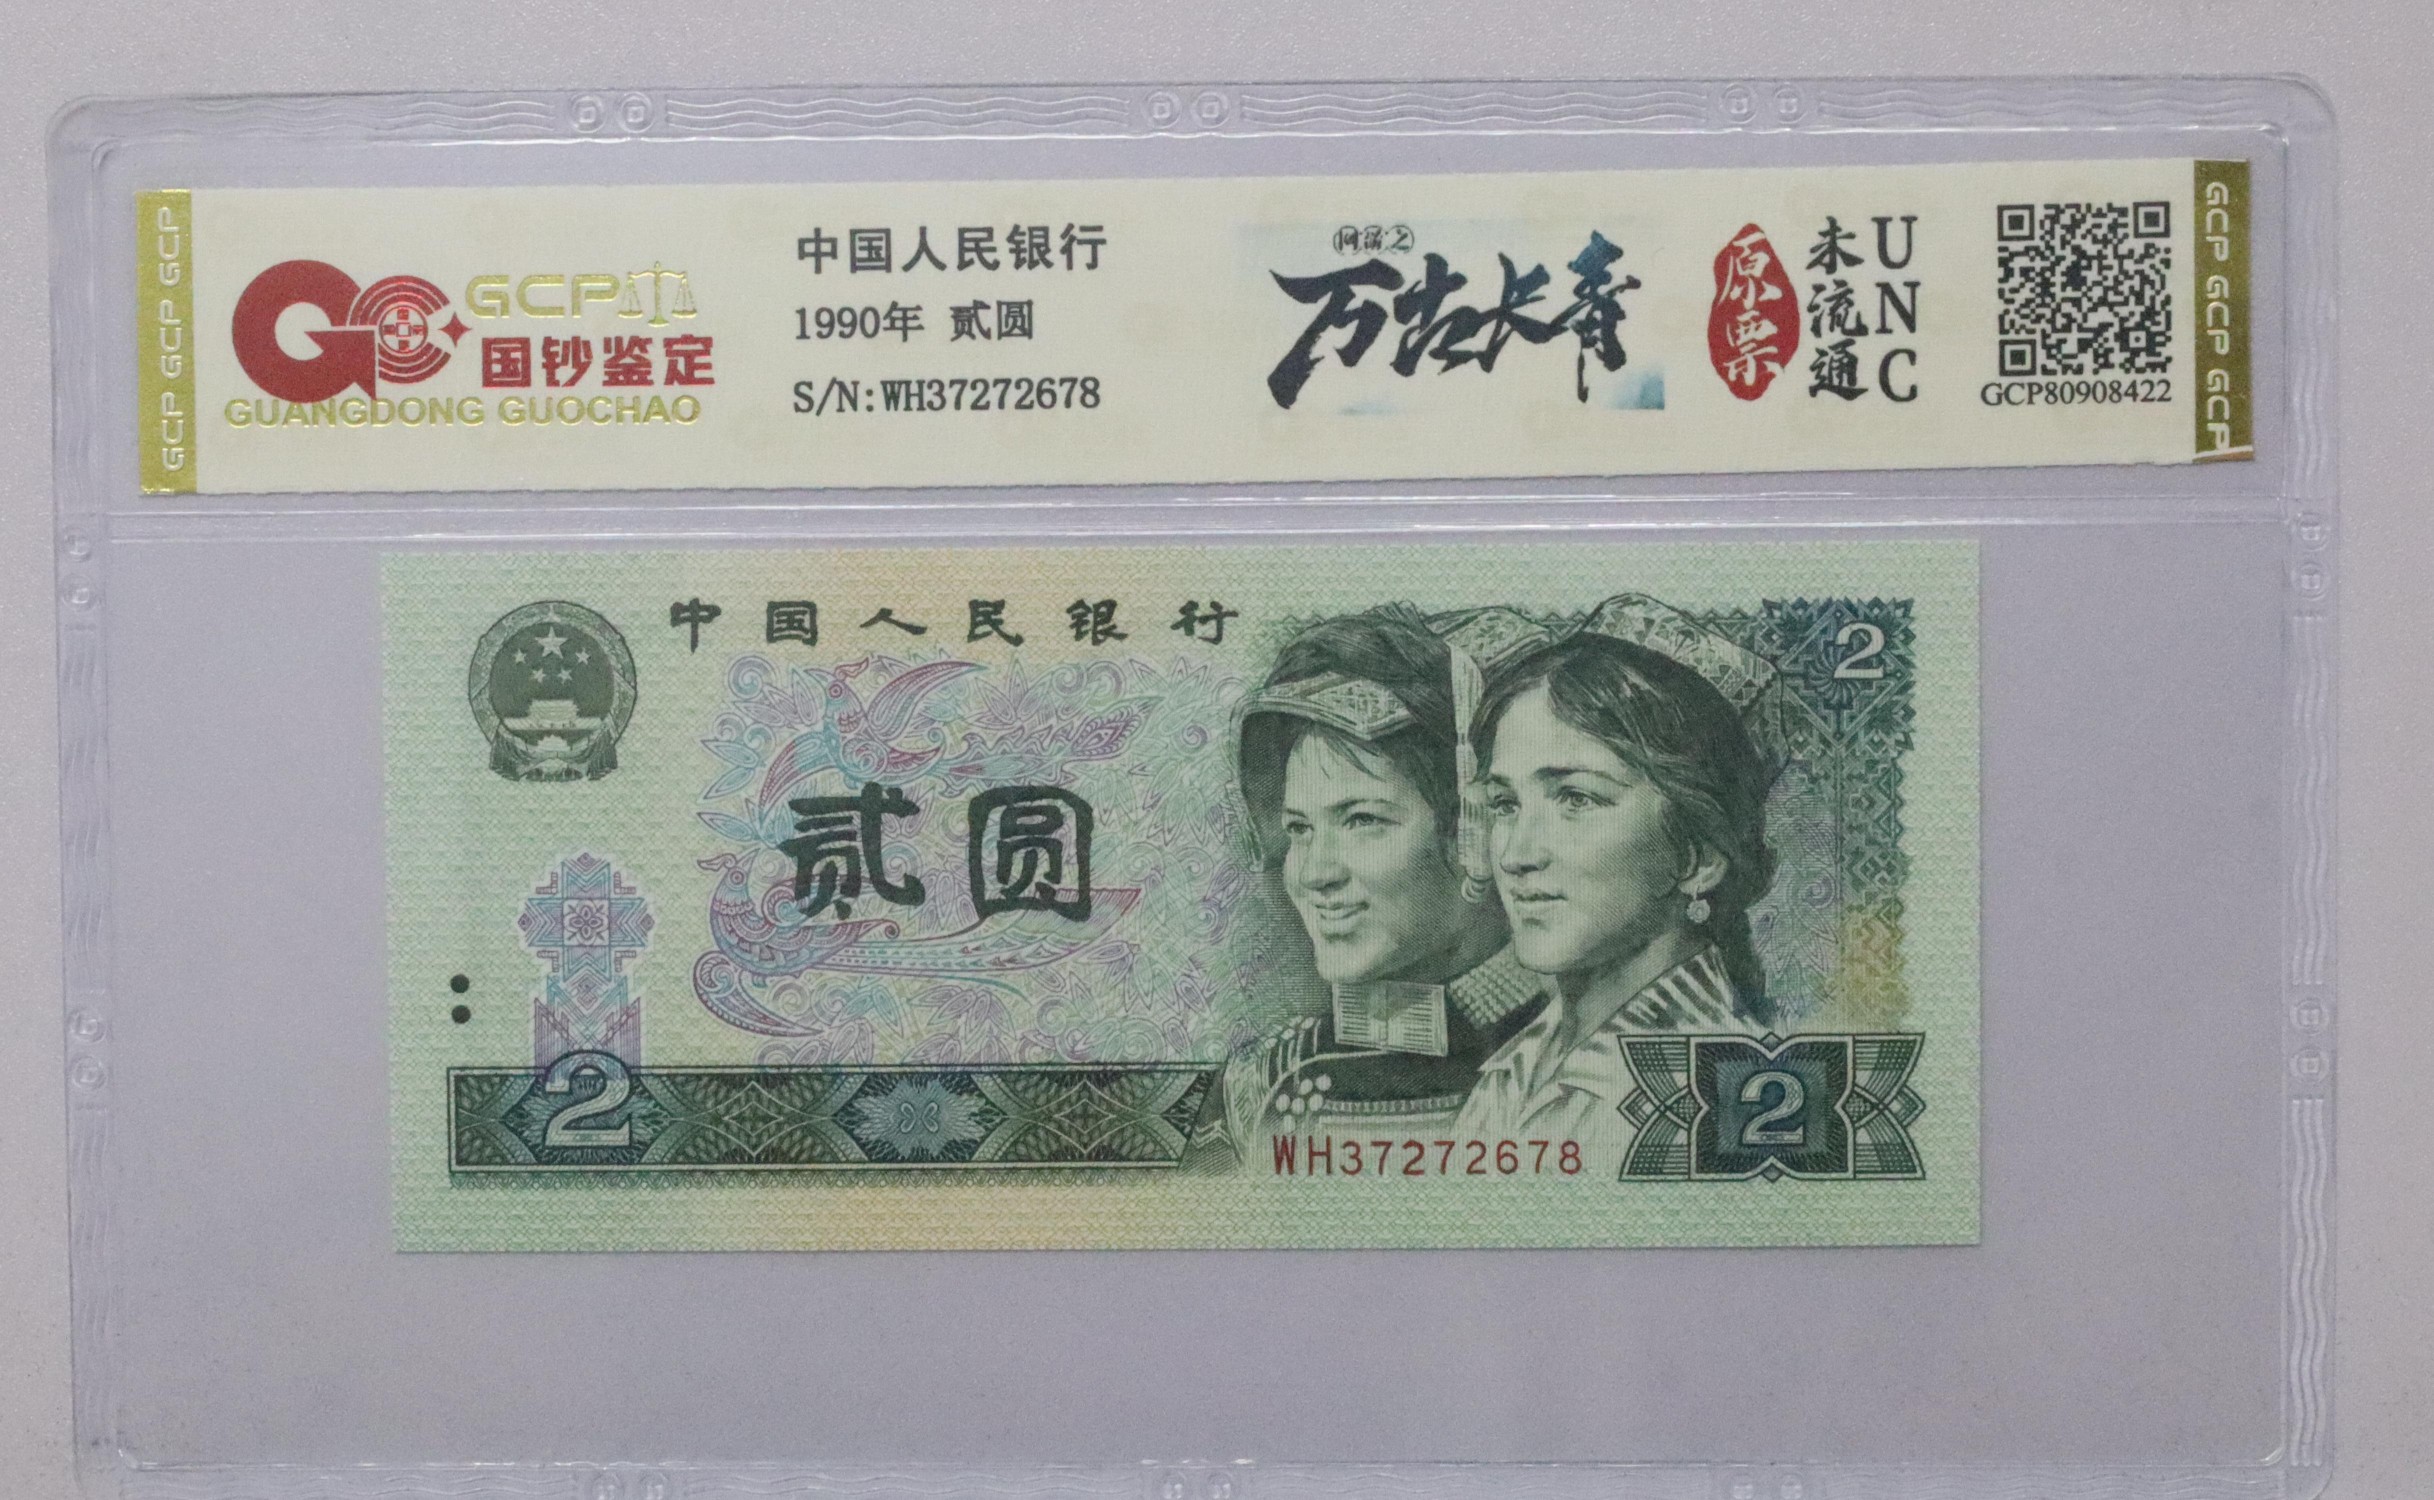 GCP GCP GCP
GCP
国钞鉴定
GUANGDONG GUOCHAO
中国人民银行
1990年 贰圆
S/N:WH37272678
万古长青
原票
未流通
UNC
GCP80908422
GCP GCP GCP
中国人民银行
2
贰圆
2
WH37272678
2